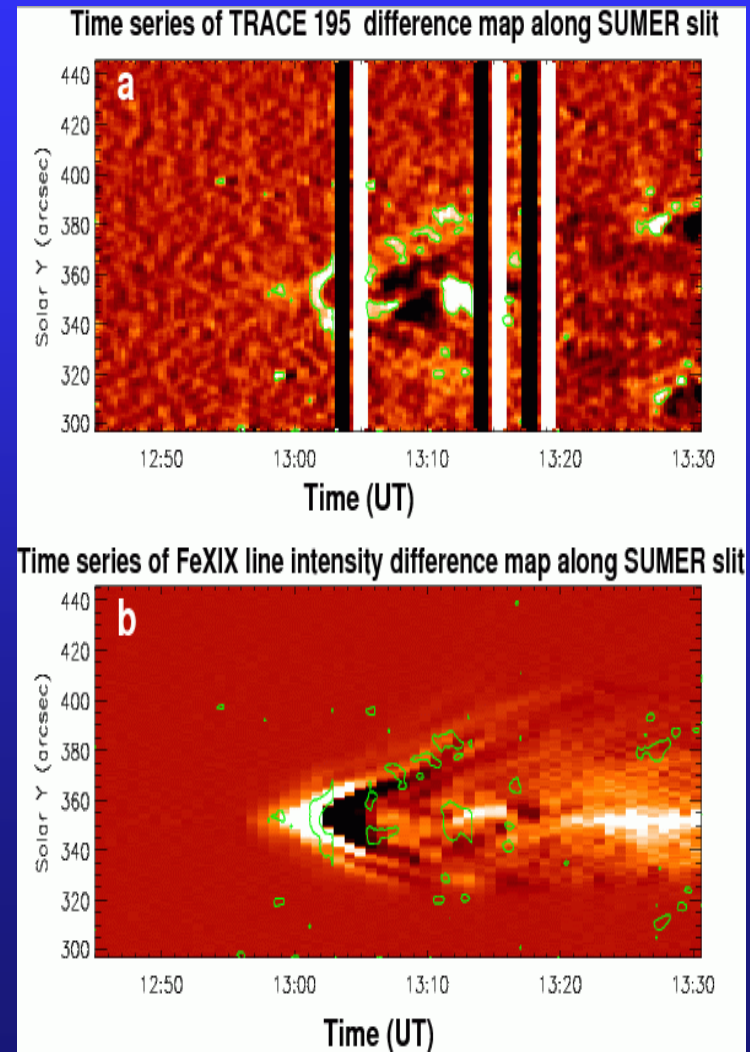 Time series of TRACE 195 difference map along SUMER slit
a
440
420
400
380
360
340
320
300
Solar Y (arcsec)
12:50 13:00 13:10 13:20 13:30
Time (UT)
Time series of FeXIX line intensity difference map along SUMER slit
b
440
420
400
380
360
340
320
300
Solar Y (arcsec)
12:50 13:00 13:10 13:20 13:30
Time (UT)